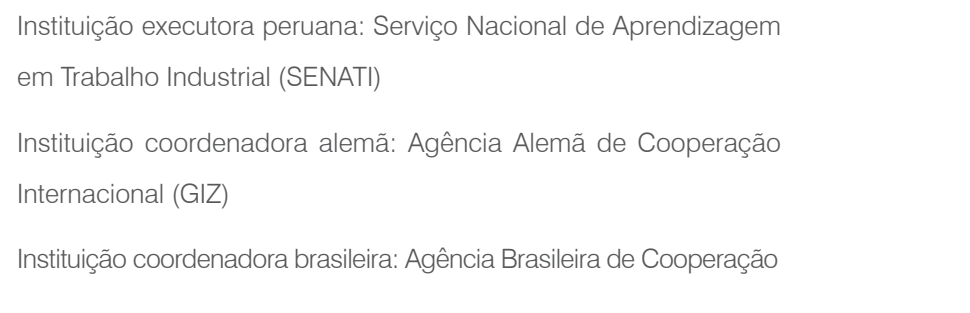 Instituição executora peruana: Serviço Nacional de Aprendizagem
em Trabalho Industrial (SENATI)
Instituição coordenadora alemã: Agência Alemã de Cooperação
Internacional (GIZ)
Instituição coordenadora brasileira: Agência Brasileira de Cooperação